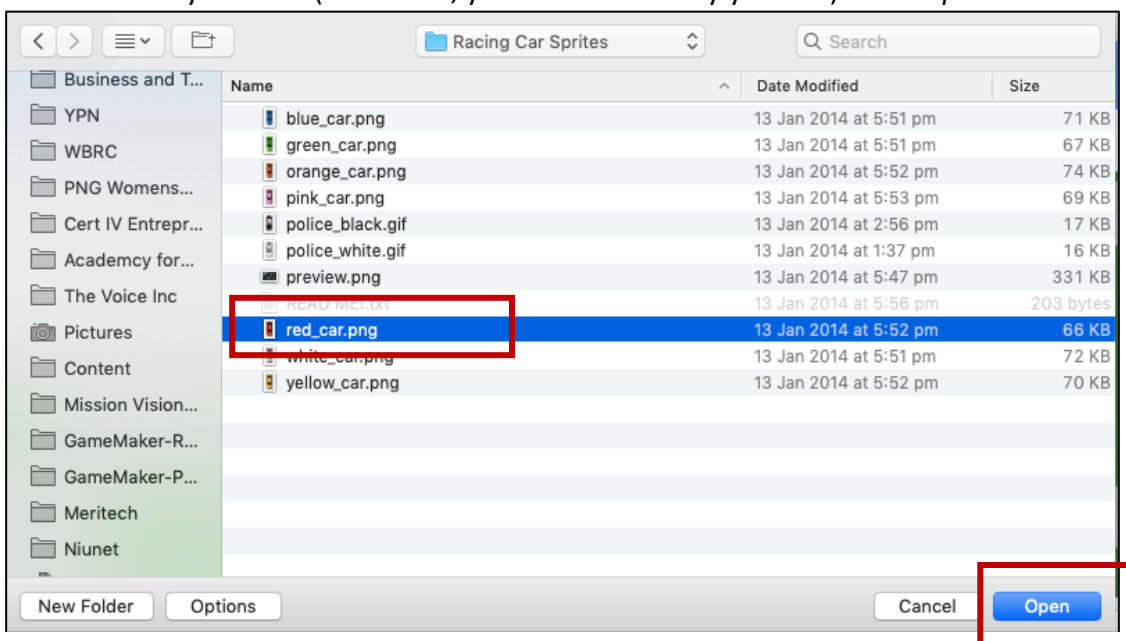 Racing Car Sprites
Search
Business and T...
Name
Date Modified
Size
YPN
blue_car.png
13 Jan 2014 at 5:51 pm
71 KB
WBRC
green_car.png
13 Jan 2014 at 5:51 pm
67 KB
PNG Womens...
orange_car.png
13 Jan 2014 at 5:52 pm
74 KB
Cert IV Entrepr...
pink_car.png
13 Jan 2014 at 5:53 pm
69 KB
Academcy for...
police_black.gif
13 Jan 2014 at 2:56 pm
17 KB
The Voice Inc
police_white.gif
13 Jan 2014 at 1:37 pm
16 KB
Pictures
preview.png
13 Jan 2014 at 5:47 pm
331 KB
Content
READ ME!.txt
13 Jan 2014 at 5:56 pm
203 bytes
Mission Vision...
red_car.png
13 Jan 2014 at 5:52 pm
66 KB
GameMaker-R...
white_car.png
13 Jan 2014 at 5:51 pm
72 KB
GameMaker-P...
yellow_car.png
13 Jan 2014 at 5:52 pm
70 KB
Meritech
Niunet
New Folder
Options
Cancel
Open